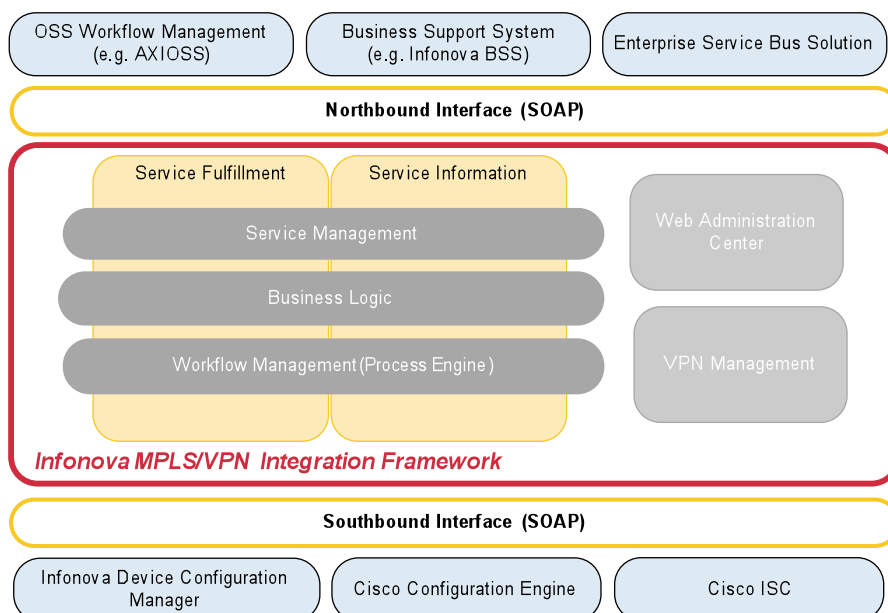 OSS Workflow Management
(e.g. AXIOSS)
Business Support System
(e.g. Infonova BSS)
Enterprise Service Bus Solution
Northbound Interface (SOAP)
Service Fulfillment
Service Information
Service Management
Business Logic
Workflow Management(Process Engine)
Web Administration
Center
VPN Management
Infonova MPLS/VPN Integration Framework
Southbound Interface (SOAP)
Infonova Device Configuration
Manager
Cisco Configuration Engine
Cisco ISC